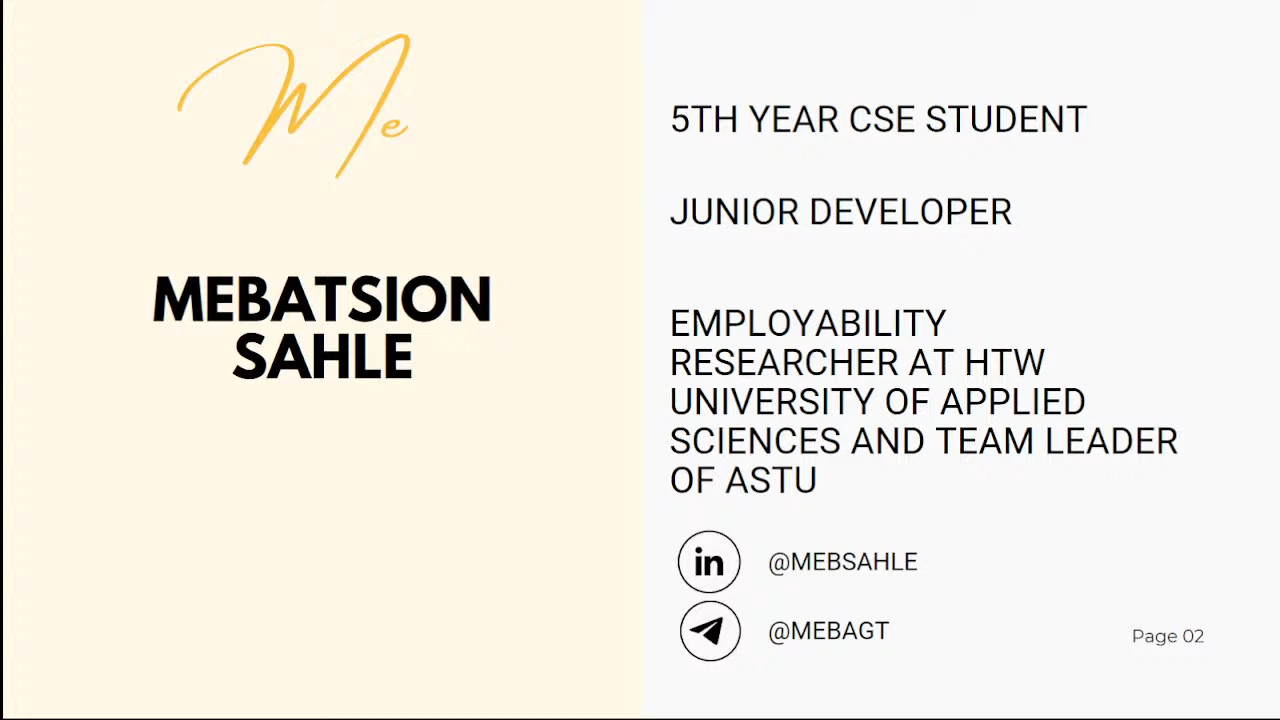 Me
MEBATSION
SAHLE
5TH YEAR CSE STUDENT
JUNIOR DEVELOPER
EMPLOYABILITY
RESEARCHER AT HTW
UNIVERSITY OF APPLIED
SCIENCES AND TEAM LEADER
OF ASTU
in
@MEBSAHLE
@MEBAGT
Page 02